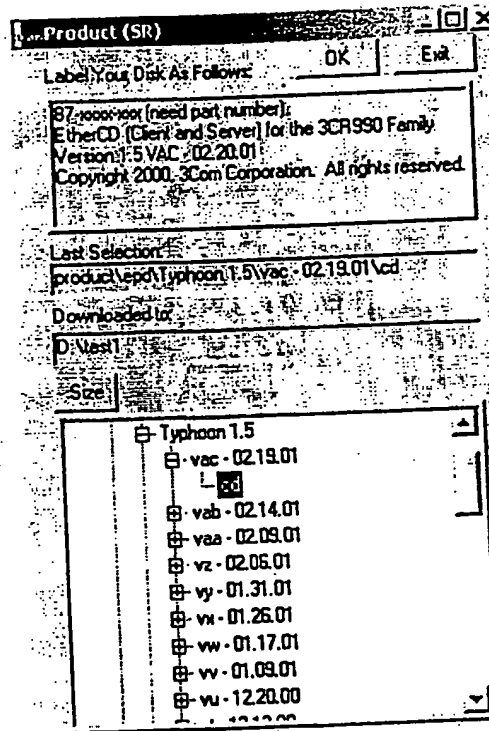 Product (SR)
Label Your Disk As Follows:
OK
Exit
87-xxxx-xxx (need part number):
EtherCD (Client and Server) for the 3CR990 Family
Version: 1.5 VAC - 02.20.01
Copyright 2000, 3Com Corporation. All rights reserved.
Last Selection:
product\epd\Typhoon 1.5\vac - 02.19.01\cd
Downloaded to:
D:\test1
Size
Typhoon 1.5
vac - 02.19.01
cd
vab - 02.14.01
vaa - 02.09.01
vz - 02.06.01
vy - 01.31.01
vx - 01.26.01
vw - 01.17.01
vv - 01.09.01
vu - 12.20.00